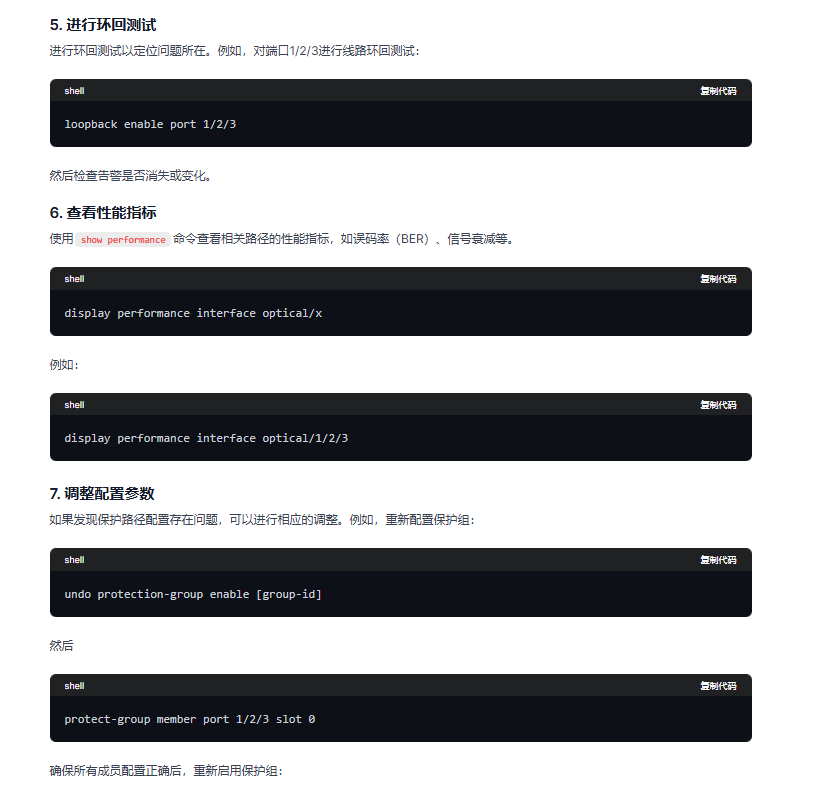 5. 进行环回测试
进行环回测试以定位问题所在。例如，对端口1/2/3进行线路环回测试：
shell 复制代码
loopback enable port 1/2/3
然后检查告警是否消失或变化。
6. 查看性能指标
使用 show performance 命令查看相关路径的性能指标，如误码率（BER）、信号衰减等。
shell 复制代码
display performance interface optical/x
例如：
shell 复制代码
display performance interface optical/1/2/3
7. 调整配置参数
如果发现保护路径配置存在问题，可以进行相应的调整。例如，重新配置保护组：
shell 复制代码
undo protection-group enable [group-id]
然后
shell 复制代码
protect-group member port 1/2/3 slot 0
确保所有成员配置正确后，重新启用保护组：